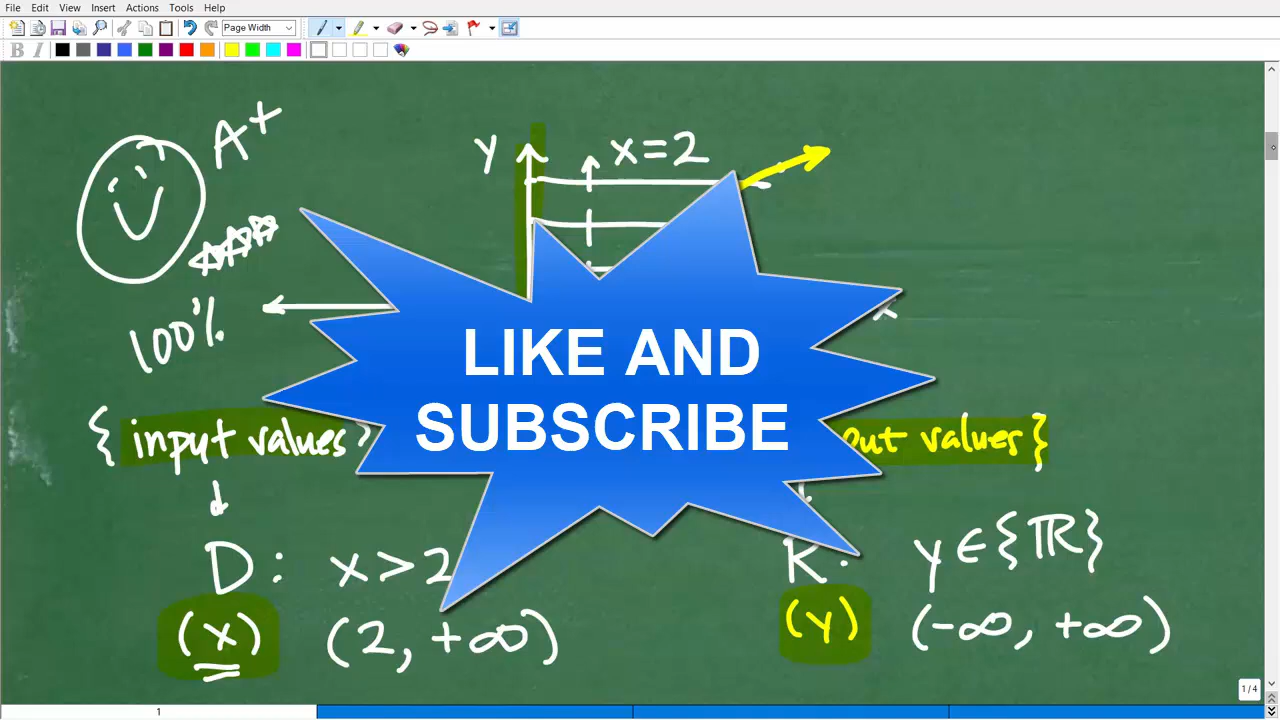 File Edit View Insert Actions Tools Help
Page Width
B I
A+
y x=2
100%
x
LIKE AND
SUBSCRIBE
{ input values }
put values }
D: x>2
R: y∈{ℝ}
(x) (2, +∞)
(y) (-∞, +∞)
1/4
1